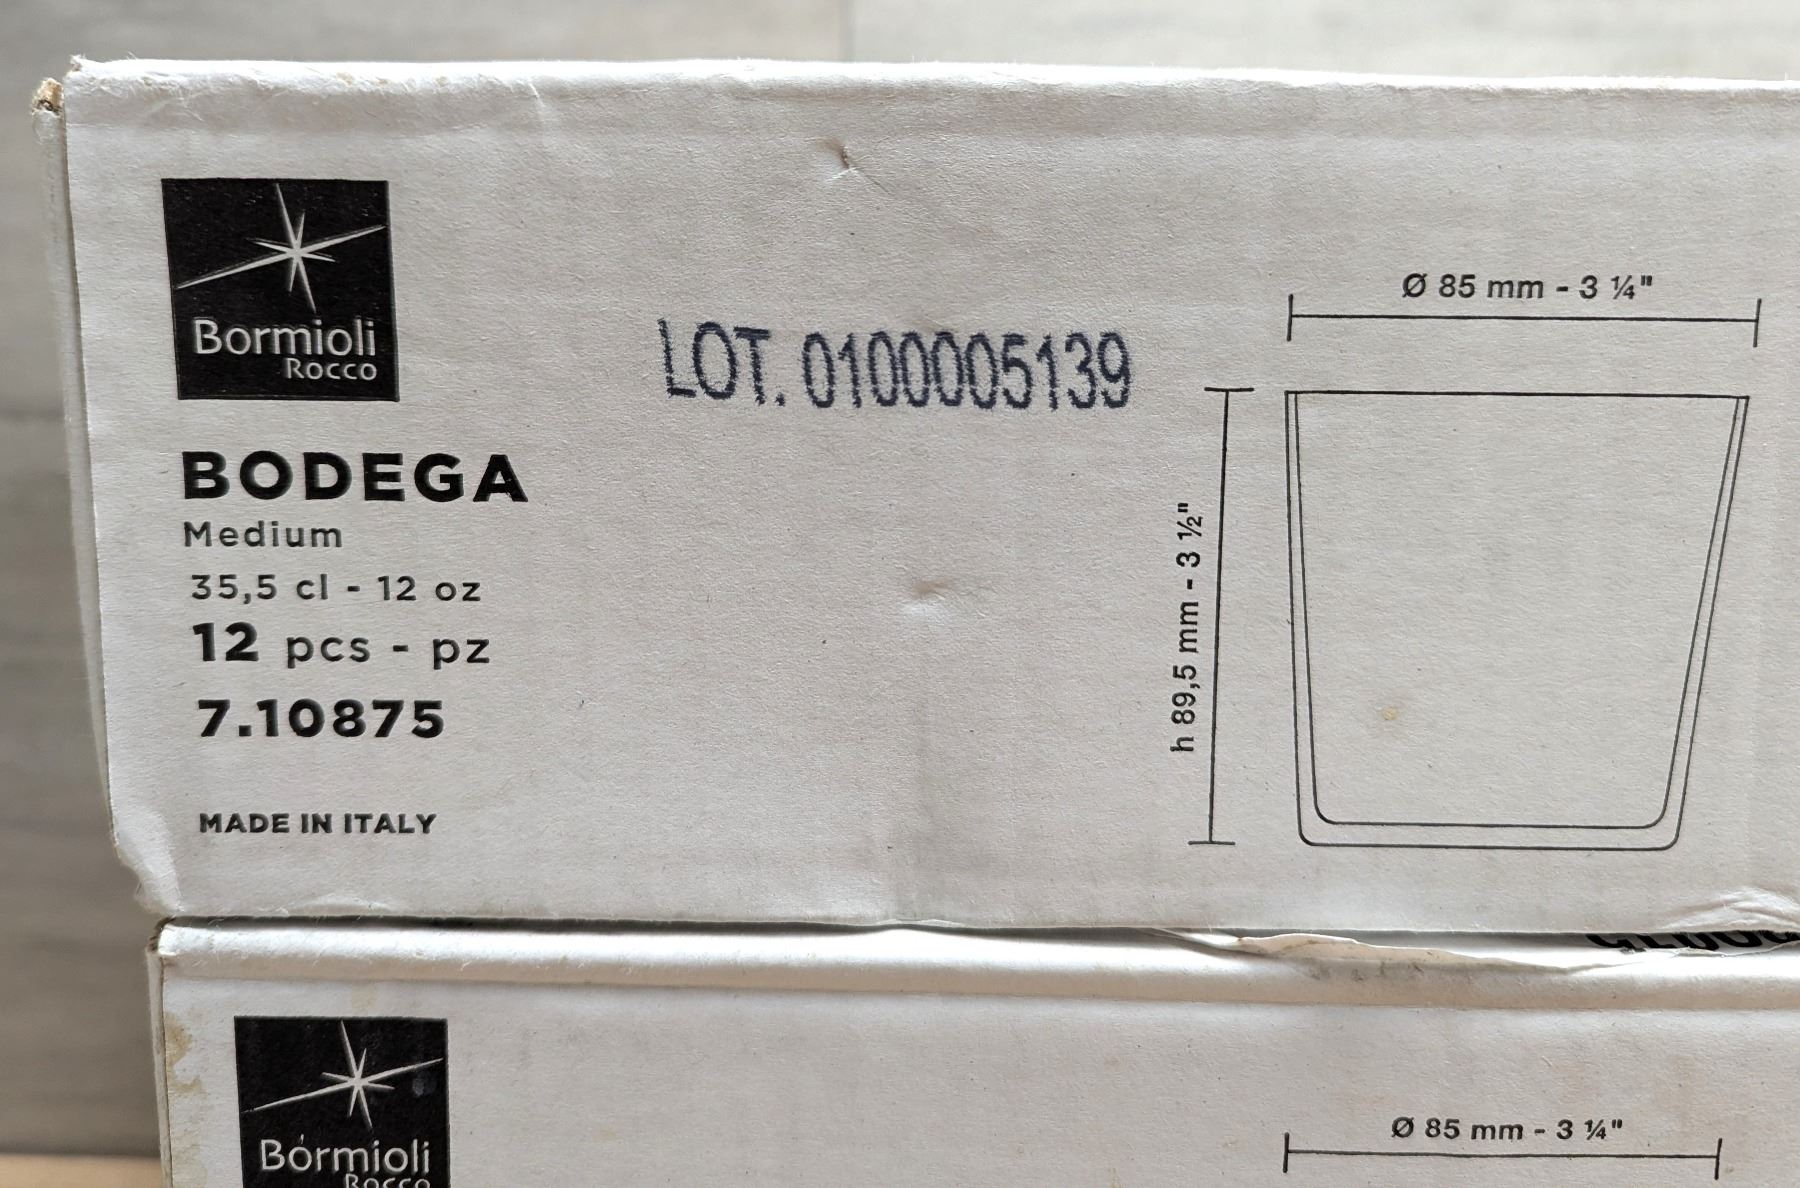 Bormioli
Rocco
BODEGA
Medium
35,5 cl - 12 oz
12 pcs - pz
7.10875
MADE IN ITALY
LOT. 0100005139
Ø 85 mm - 3 ¼"
h 89,5 mm - 3 ½"
Bormioli
Rocco
Ø 85 mm - 3 ¼"